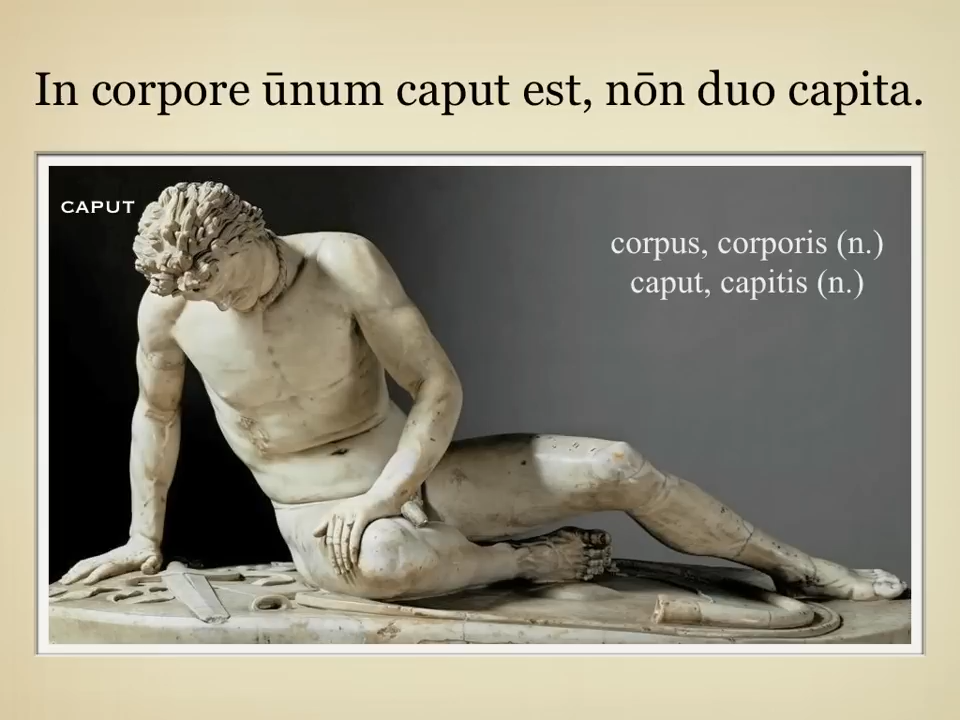 In corpore ūnum caput est, nōn duo capita.
CAPUT
corpus, corporis (n.)
caput, capitis (n.)